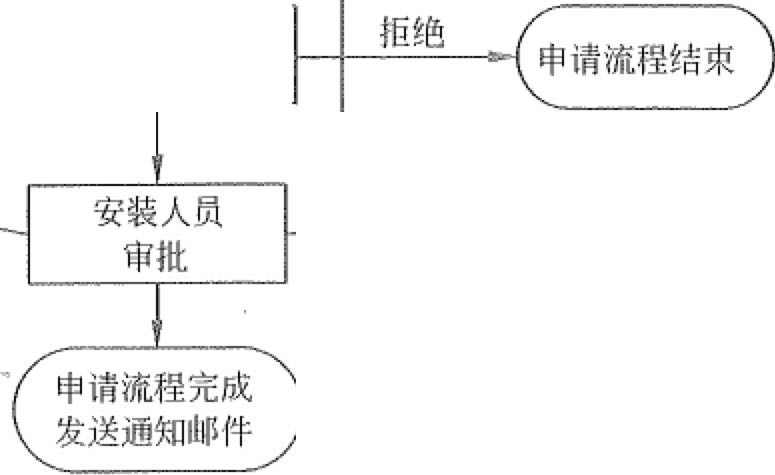 拒绝
申请流程结束
安装人员
审批
申请流程完成
发送通知邮件